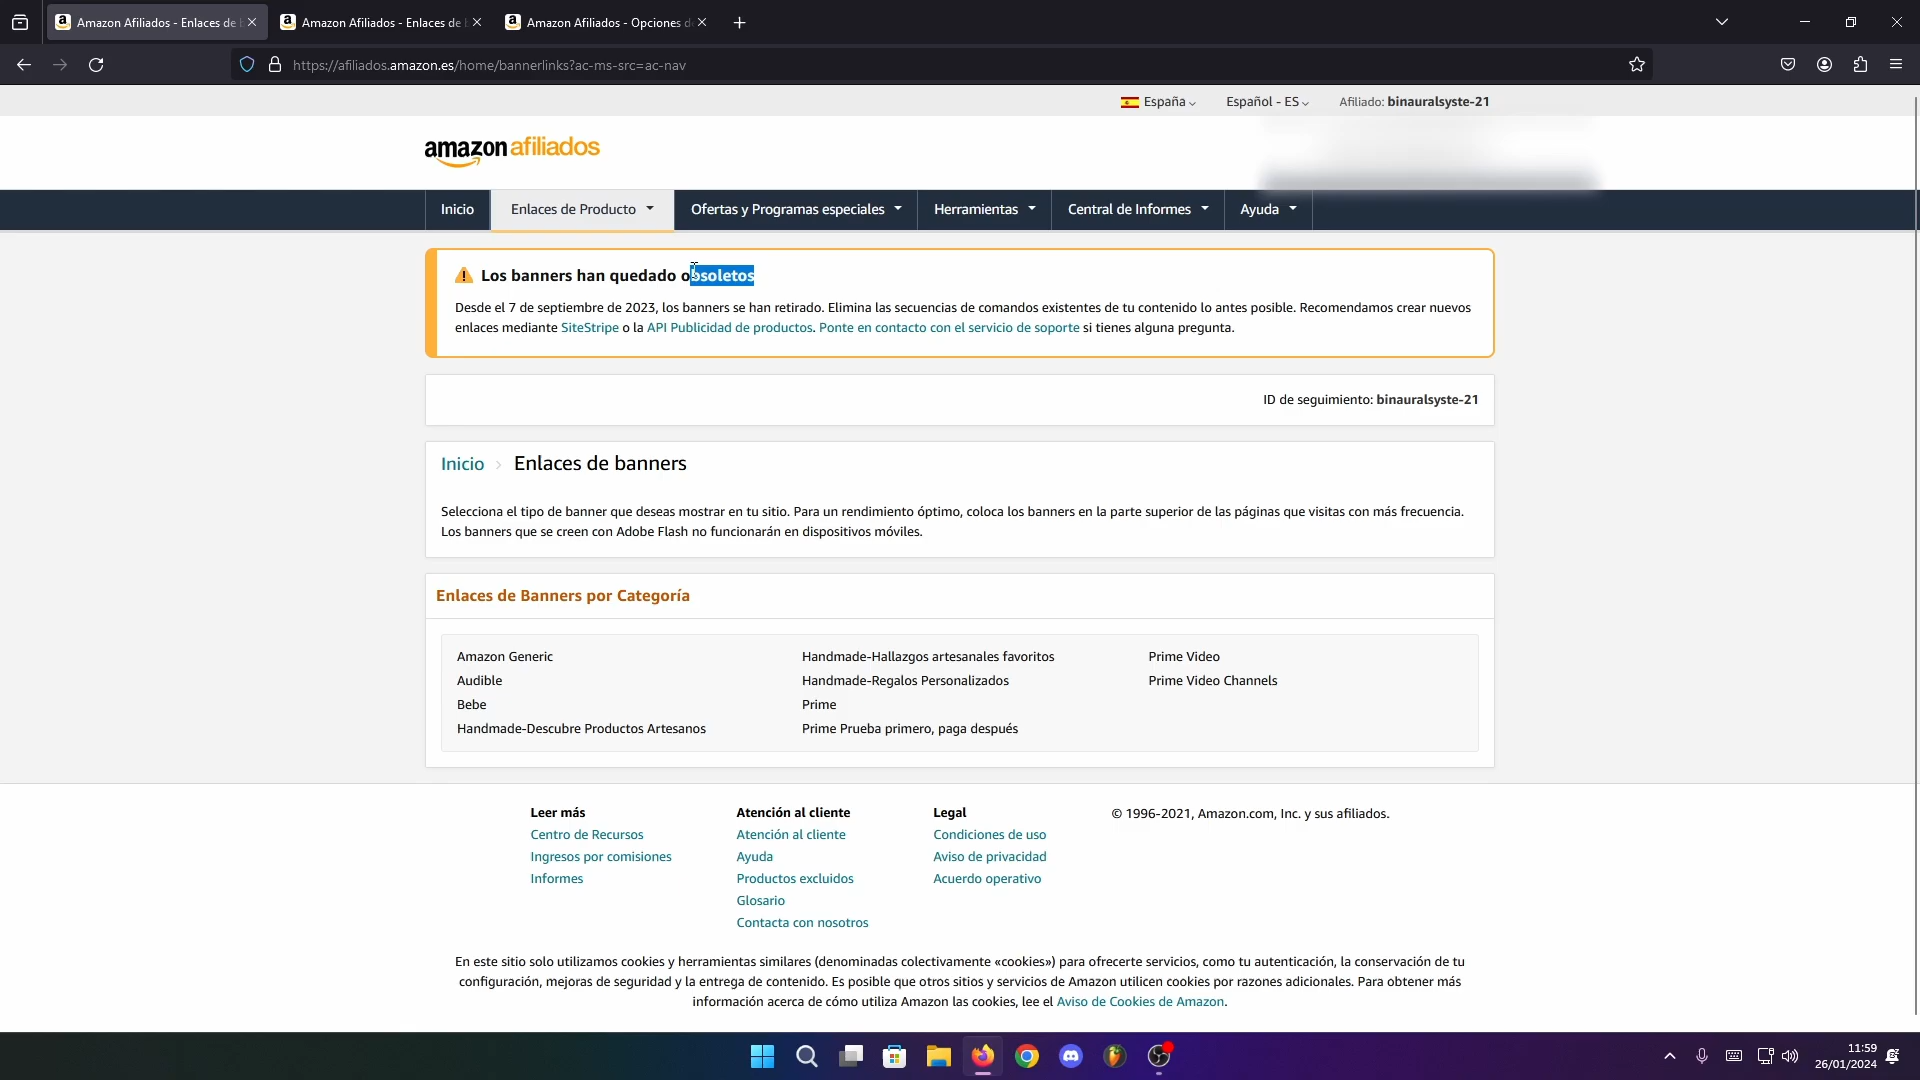 Amazon Afiliados - Enlaces de b
Amazon Afiliados - Enlaces de b
Amazon Afiliados - Opciones de
https://afiliados.amazon.es/home/bannerlinks?ac-ms-src=ac-nav
España
Español - ES
Afiliado: binauralsyste-21
amazon afiliados
Inicio
Enlaces de Producto
Ofertas y Programas especiales
Herramientas
Central de Informes
Ayuda
Los banners han quedado obsoletos
Desde el 7 de septiembre de 2023, los banners se han retirado. Elimina las secuencias de comandos existentes de tu contenido lo antes posible. Recomendamos crear nuevos
enlaces mediante SiteStripe o la API Publicidad de productos. Ponte en contacto con el servicio de soporte si tienes alguna pregunta.
ID de seguimiento: binauralsyste-21
Inicio › Enlaces de banners
Selecciona el tipo de banner que deseas mostrar en tu sitio. Para un rendimiento óptimo, coloca los banners en la parte superior de las páginas que visitas con más frecuencia.
Los banners que se creen con Adobe Flash no funcionarán en dispositivos móviles.
Enlaces de Banners por Categoría
Amazon Generic
Audible
Bebe
Handmade-Descubre Productos Artesanos
Handmade-Hallazgos artesanales favoritos
Handmade-Regalos Personalizados
Prime
Prime Prueba primero, paga después
Prime Video
Prime Video Channels
Leer más
Centro de Recursos
Ingresos por comisiones
Informes
Atención al cliente
Atención al cliente
Ayuda
Productos excluidos
Glosario
Contacta con nosotros
Legal
Condiciones de uso
Aviso de privacidad
Acuerdo operativo
© 1996-2021, Amazon.com, Inc. y sus afiliados.
En este sitio solo utilizamos cookies y herramientas similares (denominadas colectivamente «cookies») para ofrecerte servicios, como tu autenticación, la conservación de tu
configuración, mejoras de seguridad y la entrega de contenido. Es posible que otros sitios y servicios de Amazon utilicen cookies por razones adicionales. Para obtener más
información acerca de cómo utiliza Amazon las cookies, lee el Aviso de Cookies de Amazon.
11:59
26/01/2024